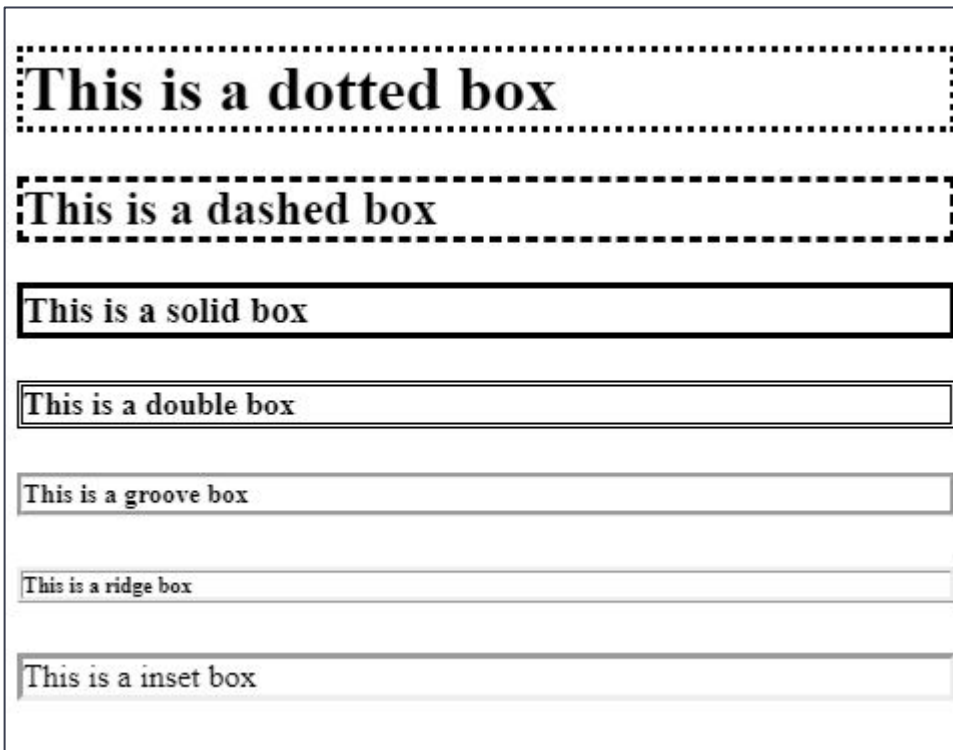 This is a dotted box
This is a dashed box
This is a solid box
This is a double box
This is a groove box
This is a ridge box
This is a inset box